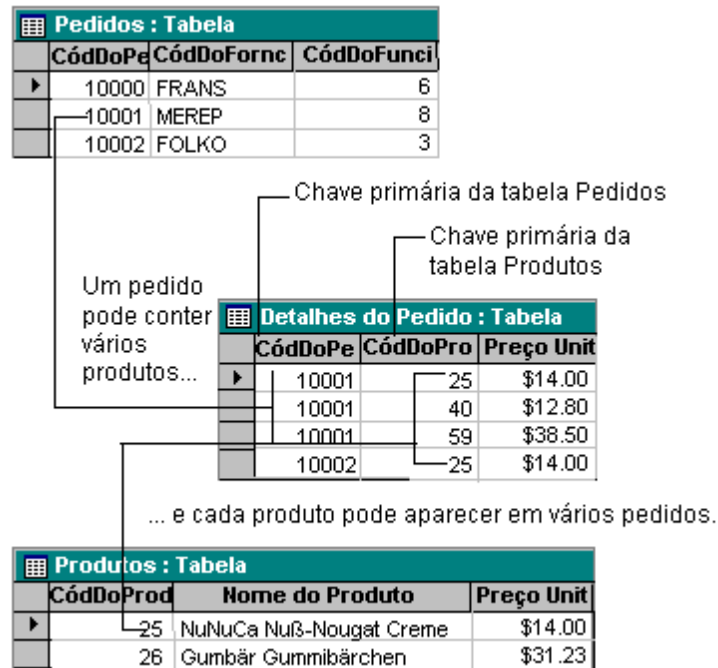 Pedidos : Tabela
CódDoPe CódDoFornc CódDoFunci
10000 FRANS 6
10001 MEREP 8
10002 FOLKO 3
Chave primária da tabela Pedidos
Chave primária da
tabela Produtos
Um pedido
pode conter
vários
produtos...
Detalhes do Pedido : Tabela
CódDoPe CódDoPro Preço Unit
10001 25 $14.00
10001 40 $12.80
10001 59 $38.50
10002 25 $14.00
... e cada produto pode aparecer em vários pedidos.
Produtos : Tabela
CódDoProd Nome do Produto Preço Unit
25 NuNuCa Nuß-Nougat Creme $14.00
26 Gumbär Gummibärchen $31.23